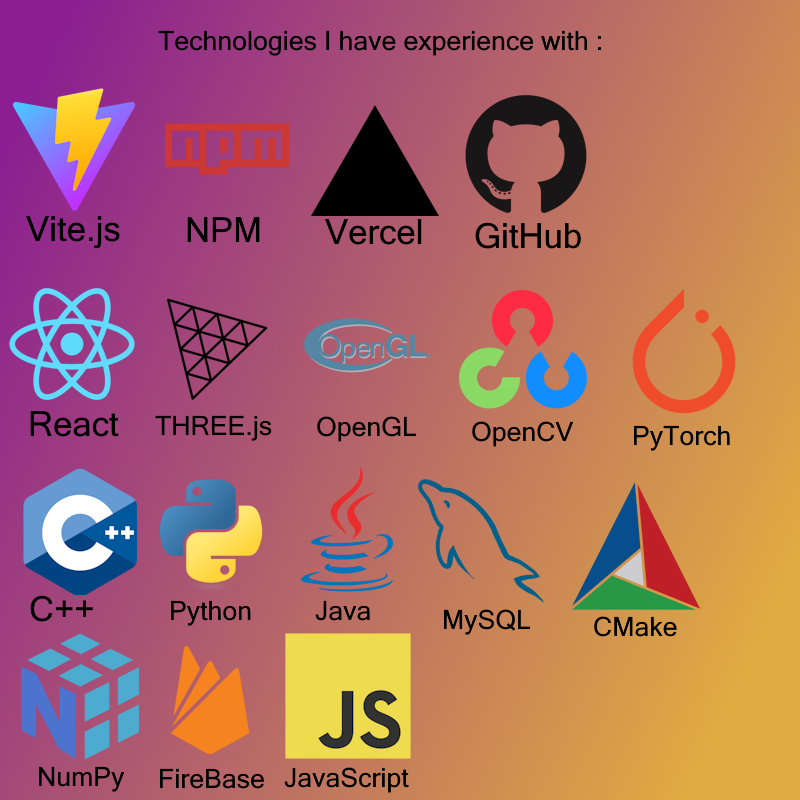 Technologies I have experience with :
npm
Vite.js NPM Vercel GitHub
OpenGL
React THREE.js OpenGL OpenCV PyTorch
C++
C++ Python Java MySQL CMake
N
JS
NumPy FireBase JavaScript